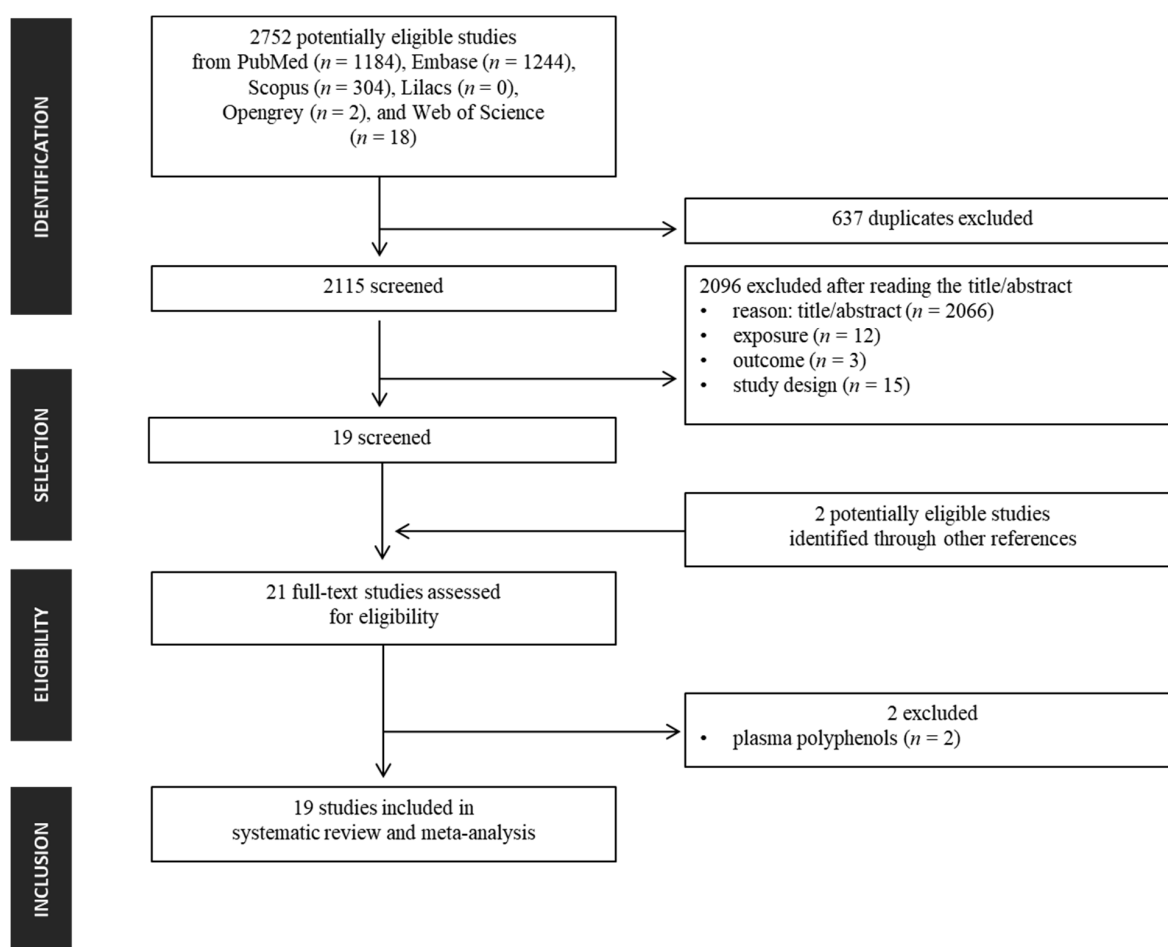 IDENTIFICATION
2752 potentially eligible studies
from PubMed (n = 1184), Embase (n = 1244),
Scopus (n = 304), Lilacs (n = 0),
Opengrey (n = 2), and Web of Science
(n = 18)
637 duplicates excluded
2115 screened
2096 excluded after reading the title/abstract
• reason: title/abstract (n = 2066)
• exposure (n = 12)
• outcome (n = 3)
• study design (n = 15)
SELECTION
19 screened
2 potentially eligible studies
identified through other references
ELIGIBILITY
21 full-text studies assessed
for eligibility
2 excluded
• plasma polyphenols (n = 2)
INCLUSION
19 studies included in
systematic review and meta-analysis